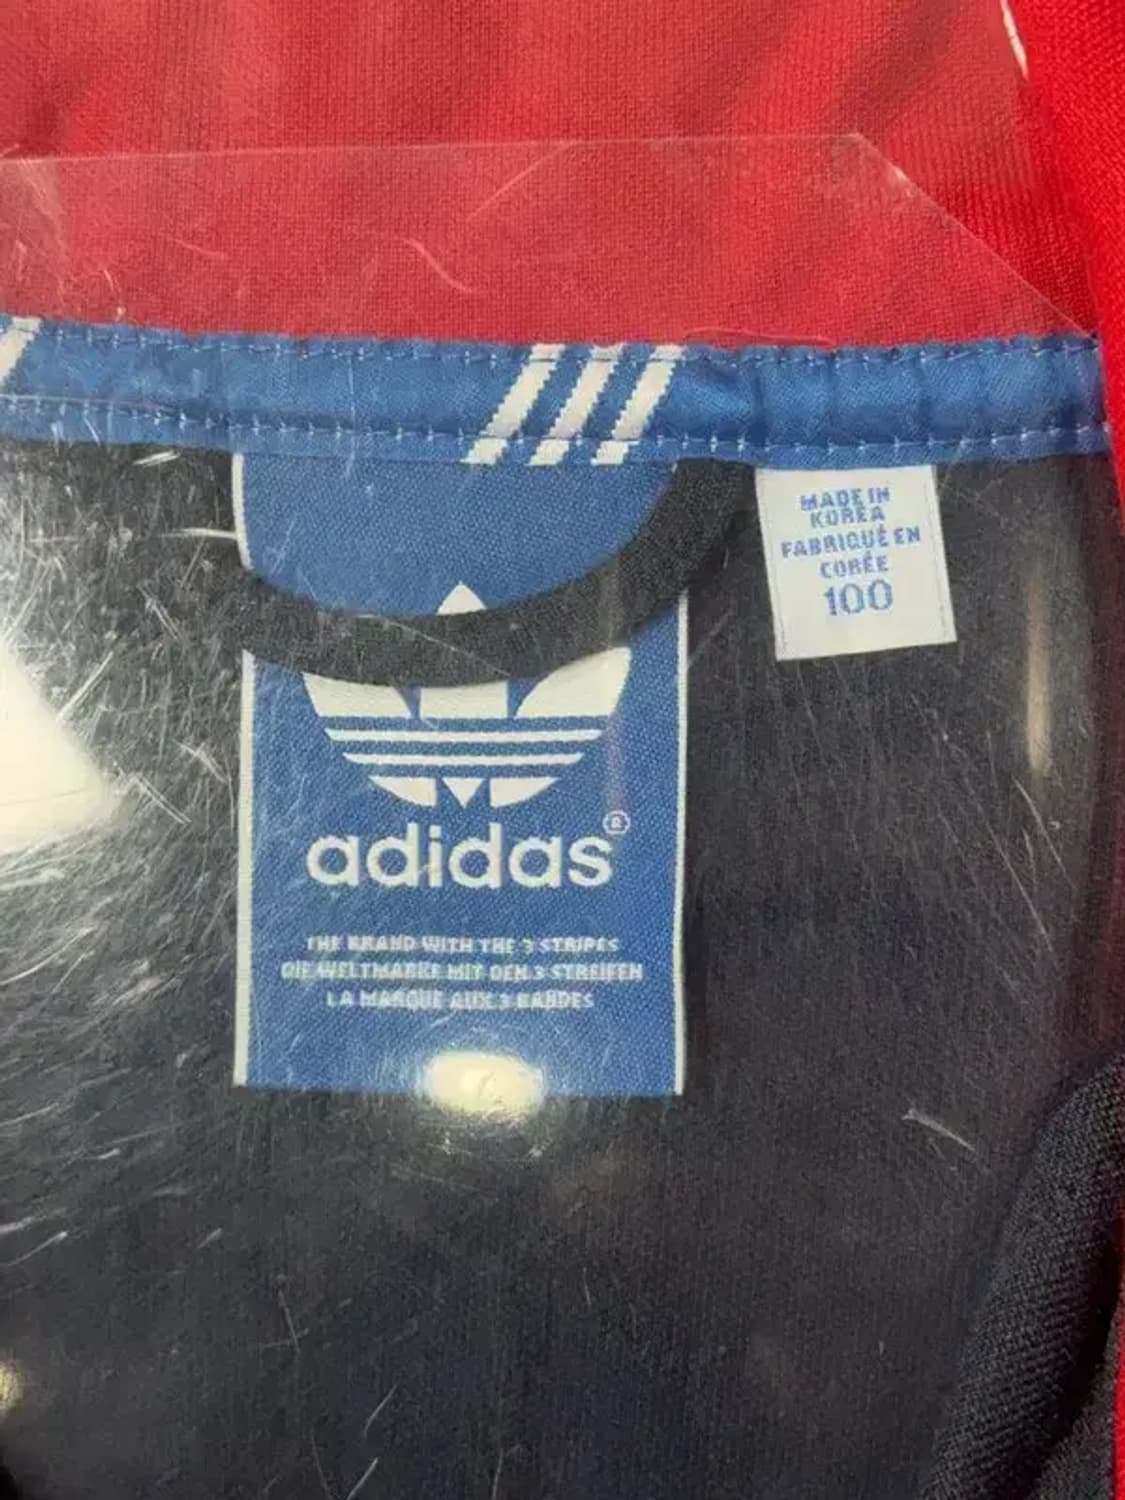 MADE IN
KOREA
FABRIQUÉ EN
CORÉE
100
adidas®
THE BRAND WITH THE 3 STRIPES
DIE WELTMARKE MIT DEN 3 STREIFEN
LA MARQUE AUX 3 BANDES